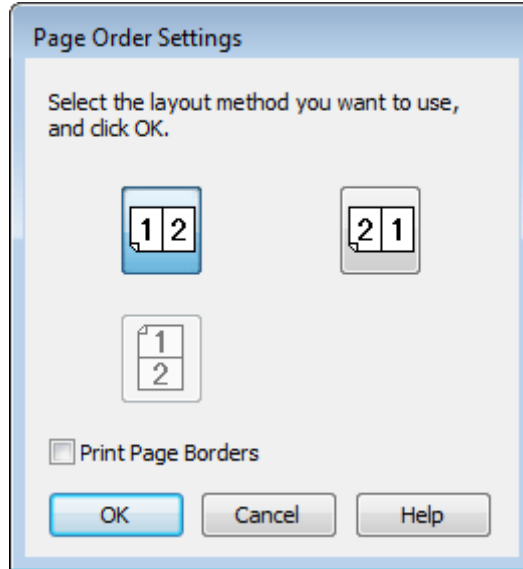 Page Order Settings
Select the layout method you want to use,
and click OK.
1 2
2 1
1
2
Print Page Borders
OK Cancel Help